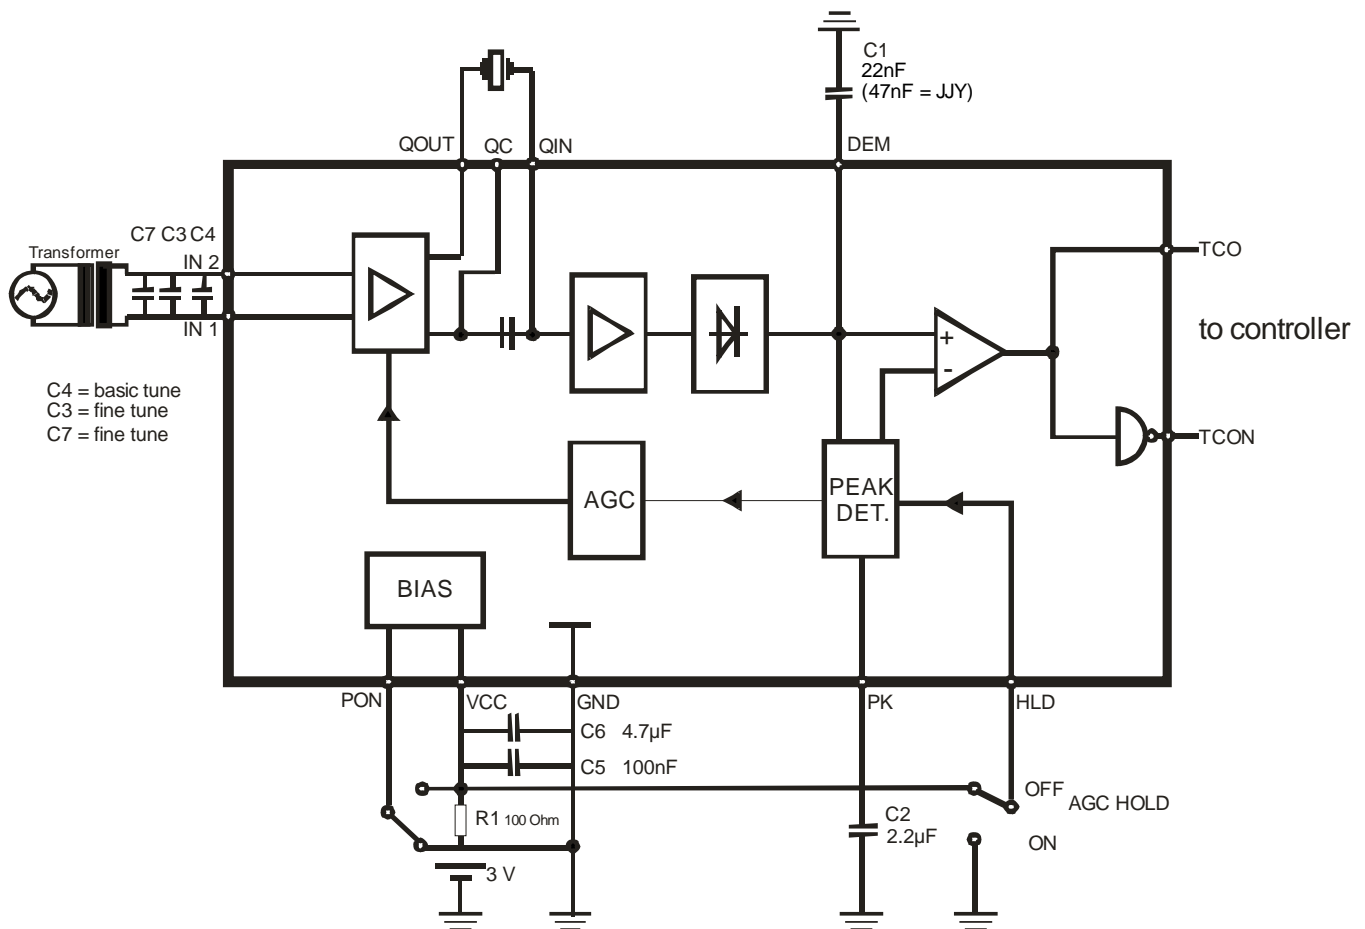 C1
22nF
(47nF = JJY)
QOUT QC QIN
DEM
C7 C3 C4
Transformer
IN 2
IN 1
TCO
to controller
TCON
C4 = basic tune
C3 = fine tune
C7 = fine tune
+
-
AGC
PEAK
DET.
BIAS
PON
VCC
GND
PK
HLD
C6 4.7µF
C5 100nF
R1 100 Ohm
3 V
C2
2.2µF
OFF
AGC HOLD
ON